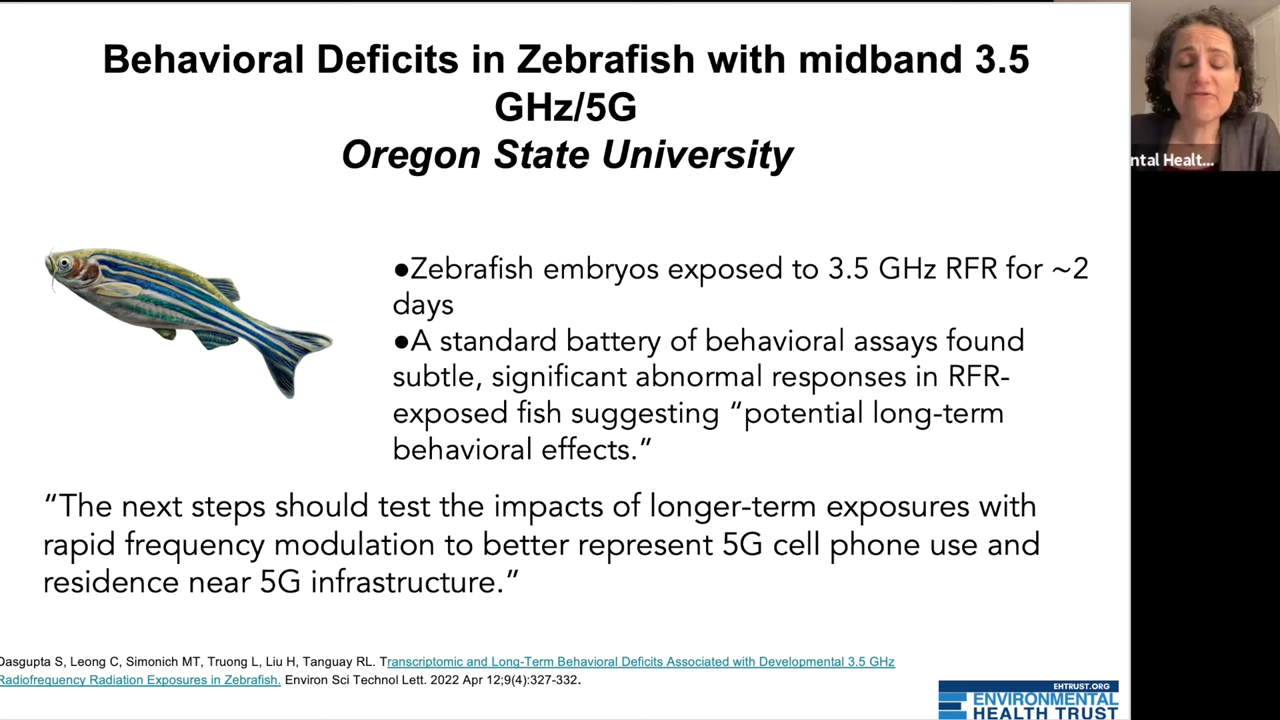 Behavioral Deficits in Zebrafish with midband 3.5
GHz/5G
Oregon State University
ntal Healt...
●Zebrafish embryos exposed to 3.5 GHz RFR for ~2
days
●A standard battery of behavioral assays found
subtle, significant abnormal responses in RFR-
exposed fish suggesting “potential long-term
behavioral effects.”
“The next steps should test the impacts of longer-term exposures with
rapid frequency modulation to better represent 5G cell phone use and
residence near 5G infrastructure.”
Dasgupta S, Leong C, Simonich MT, Truong L, Liu H, Tanguay RL. Transcriptomic and Long-Term Behavioral Deficits Associated with Developmental 3.5 GHz
Radiofrequency Radiation Exposures in Zebrafish. Environ Sci Technol Lett. 2022 Apr 12;9(4):327-332.
EHTRUST.ORG
ENVIRONMENTAL
HEALTH TRUST